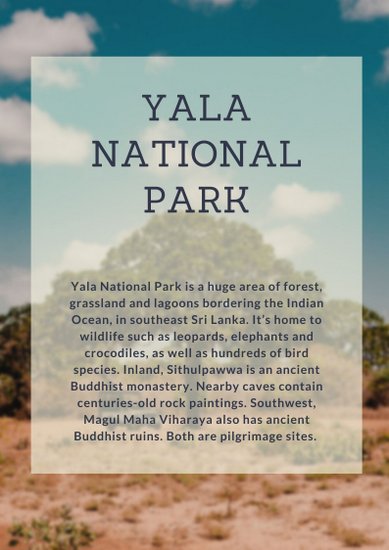 YALA
NATIONAL
PARK
Yala National Park is a huge area of forest,
grassland and lagoons bordering the Indian
Ocean, in southeast Sri Lanka. It's home to
wildlife such as leopards, elephants and
crocodiles, as well as hundreds of bird
species. Inland, Sithulpawwa is an ancient
Buddhist monastery. Nearby caves contain
centuries-old rock paintings. Southwest,
Magul Maha Viharaya also has ancient
Buddhist ruins. Both are pilgrimage sites.